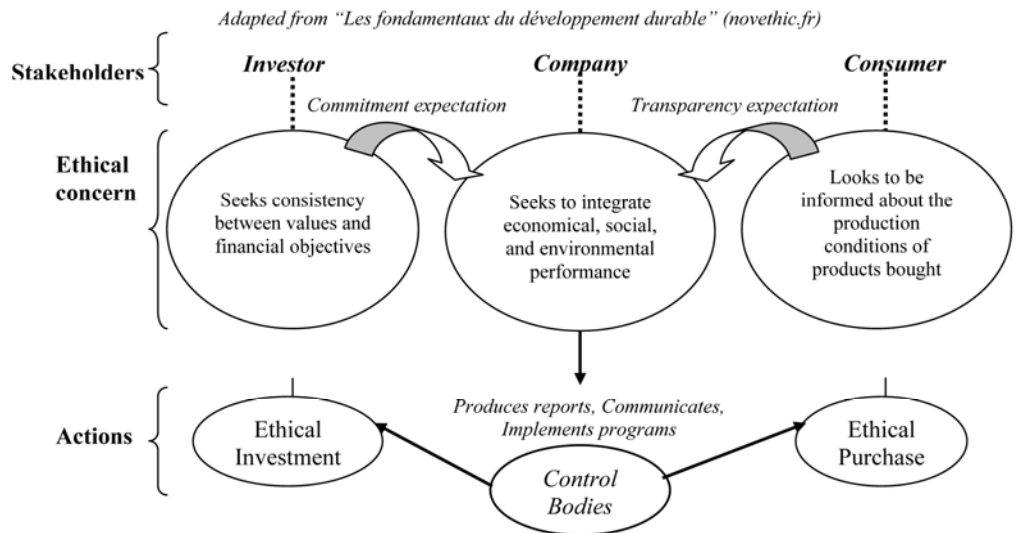 Adapted from “Les fondamentaux du développement durable” (novethic.fr)
Stakeholders
Investor
Company
Consumer
Commitment expectation
Transparency expectation
Ethical
concern
Seeks consistency
between values and
financial objectives
Seeks to integrate
economical, social,
and environmental
performance
Looks to be
informed about the
production
conditions of
products bought
Actions
Produces reports, Communicates,
Implements programs
Ethical
Investment
Control
Bodies
Ethical
Purchase